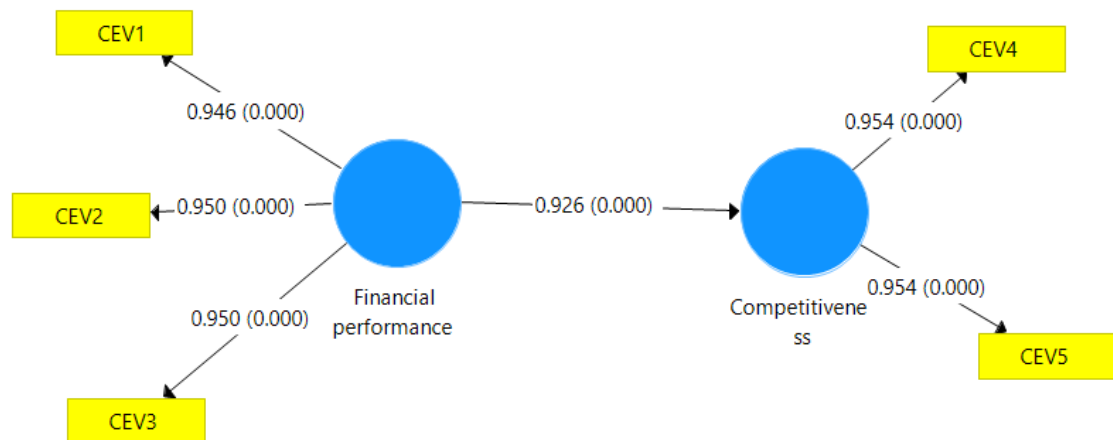 CEV1
CEV4
0.946 (0.000)
0.954 (0.000)
CEV2
0.950 (0.000)
0.926 (0.000)
Financial
performance
Competitivene
ss
0.950 (0.000)
0.954 (0.000)
CEV5
CEV3